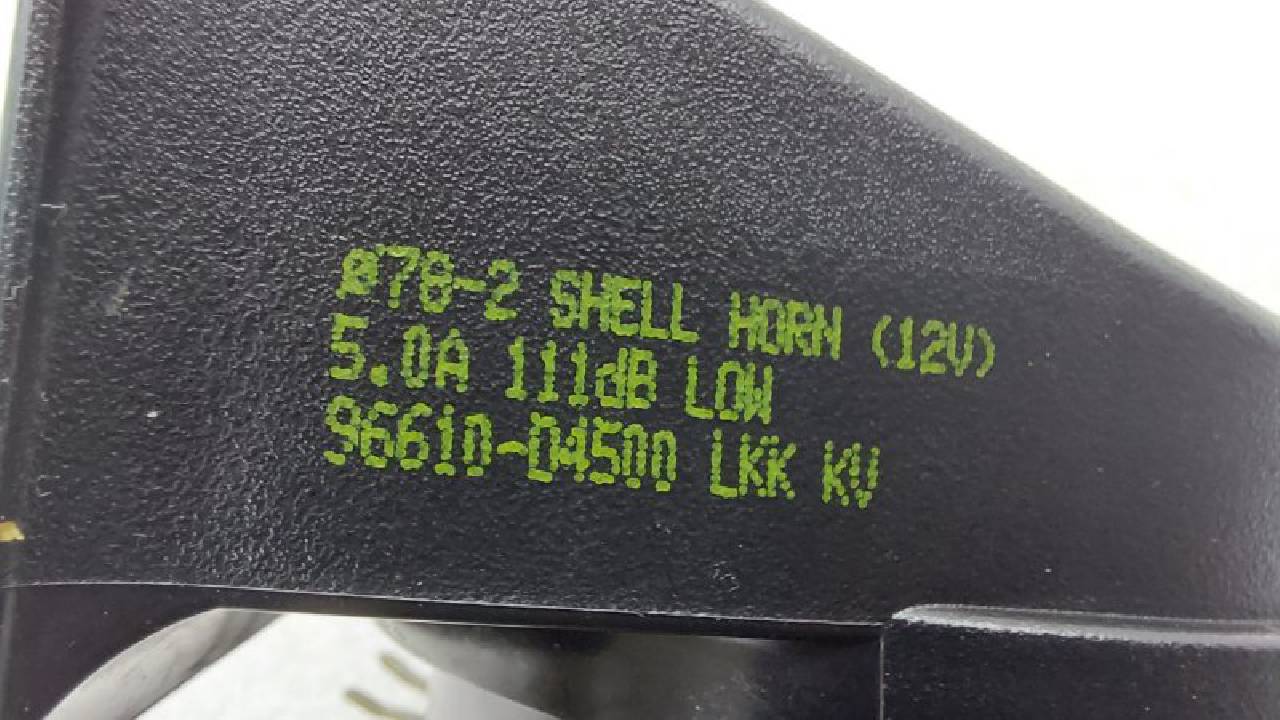 ø78-2 SHELL HORN (12V)
5.0A 111dB LOW
96610-D4500 LKK KV